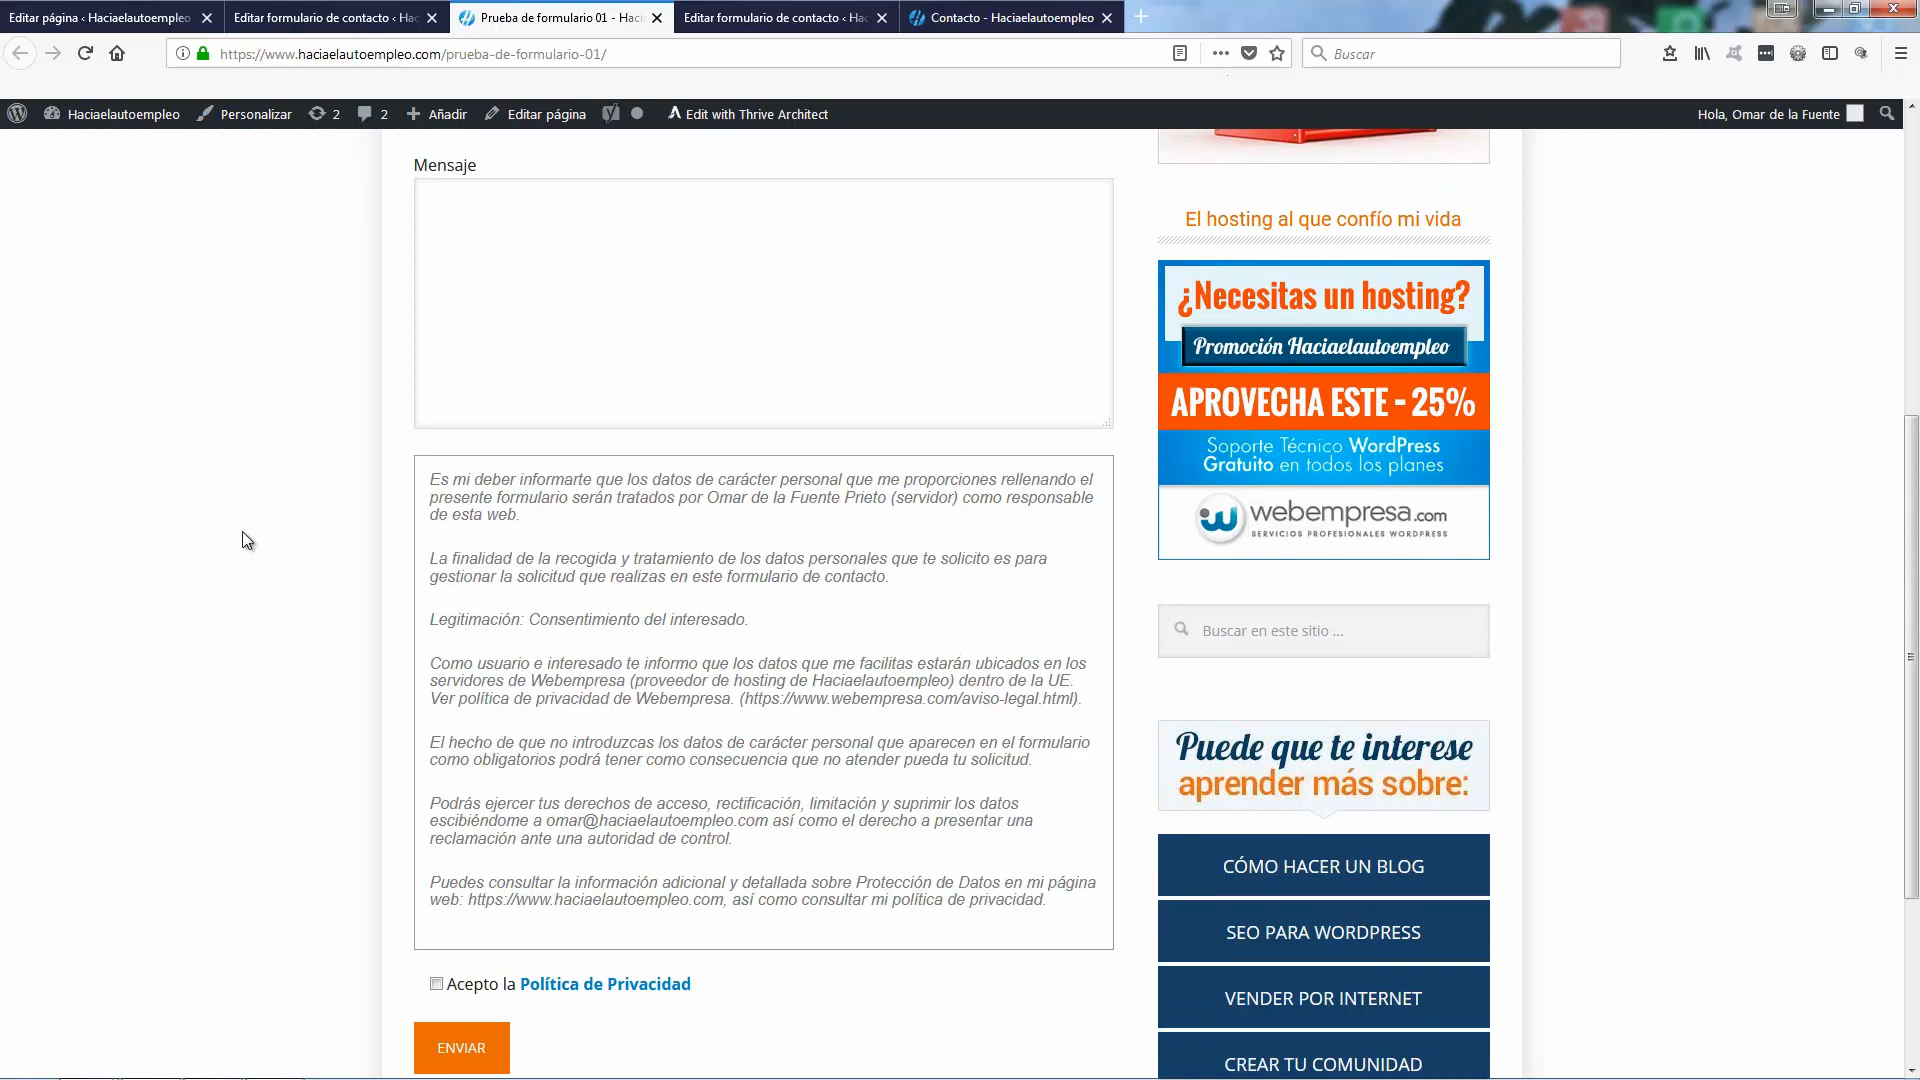 Editar página ‹ Haciaelautoempleo
Editar formulario de contacto ‹ Hac
Prueba de formulario 01 - Haci
Editar formulario de contacto ‹ Hac
Contacto - Haciaelautoempleo
https://www.haciaelautoempleo.com/prueba-de-formulario-01/
Buscar
Haciaelautoempleo
Personalizar
2
2
Añadir
Editar página
Edit with Thrive Architect
Hola, Omar de la Fuente
Mensaje
Es mi deber informarte que los datos de carácter personal que me proporciones rellenando el
presente formulario serán tratados por Omar de la Fuente Prieto (servidor) como responsable
de esta web.
La finalidad de la recogida y tratamiento de los datos personales que te solicito es para
gestionar la solicitud que realizas en este formulario de contacto.
Legitimación: Consentimiento del interesado.
Como usuario e interesado te informo que los datos que me facilitas estarán ubicados en los
servidores de Webempresa (proveedor de hosting de Haciaelautoempleo) dentro de la UE.
Ver política de privacidad de Webempresa. (https://www.webempresa.com/aviso-legal.html).
El hecho de que no introduzcas los datos de carácter personal que aparecen en el formulario
como obligatorios podrá tener como consecuencia que no atender pueda tu solicitud.
Podrás ejercer tus derechos de acceso, rectificación, limitación y suprimir los datos
escibiéndome a omar@haciaelautoempleo.com así como el derecho a presentar una
reclamación ante una autoridad de control.
Puedes consultar la información adicional y detallada sobre Protección de Datos en mi página
web: https://www.haciaelautoempleo.com, así como consultar mi política de privacidad.
Acepto la Política de Privacidad
ENVIAR
El hosting al que confío mi vida
¿Necesitas un hosting?
Promoción Haciaelautoempleo
APROVECHA ESTE - 25%
Soporte Técnico WordPress
Gratuito en todos los planes
webempresa.com
SERVICIOS PROFESIONALES WORDPRESS
Buscar en este sitio ...
Puede que te interese
aprender más sobre:
CÓMO HACER UN BLOG
SEO PARA WORDPRESS
VENDER POR INTERNET
CREAR TU COMUNIDAD